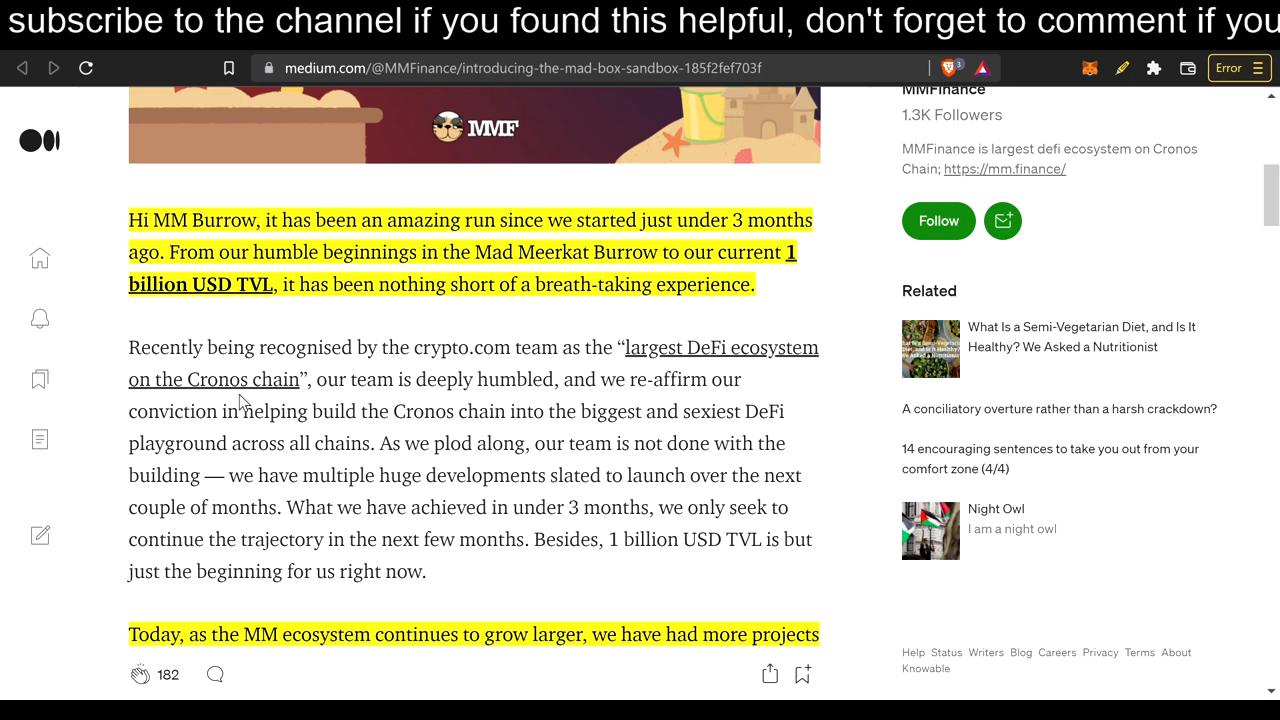 subscribe to the channel if you found this helpful, don't forget to comment if you
medium.com/@MMFinance/introducing-the-mad-box-sandbox-185f2fef703f
3
Error
MMF
Hi MM Burrow, it has been an amazing run since we started just under 3 months
ago. From our humble beginnings in the Mad Meerkat Burrow to our current 1
billion USD TVL, it has been nothing short of a breath-taking experience.
Recently being recognised by the crypto.com team as the “largest DeFi ecosystem
on the Cronos chain”, our team is deeply humbled, and we re-affirm our
conviction in helping build the Cronos chain into the biggest and sexiest DeFi
playground across all chains. As we plod along, our team is not done with the
building — we have multiple huge developments slated to launch over the next
couple of months. What we have achieved in under 3 months, we only seek to
continue the trajectory in the next few months. Besides, 1 billion USD TVL is but
just the beginning for us right now.
Today, as the MM ecosystem continues to grow larger, we have had more projects
182
MMFinance
1.3K Followers
MMFinance is largest defi ecosystem on Cronos
Chain; https://mm.finance/
Follow
Related
What Is a Semi-Vegetarian Diet, and Is It
Healthy? We Asked a Nutritionist
A conciliatory overture rather than a harsh crackdown?
14 encouraging sentences to take you out from your
comfort zone (4/4)
Night Owl
I am a night owl
Help Status Writers Blog Careers Privacy Terms About
Knowable